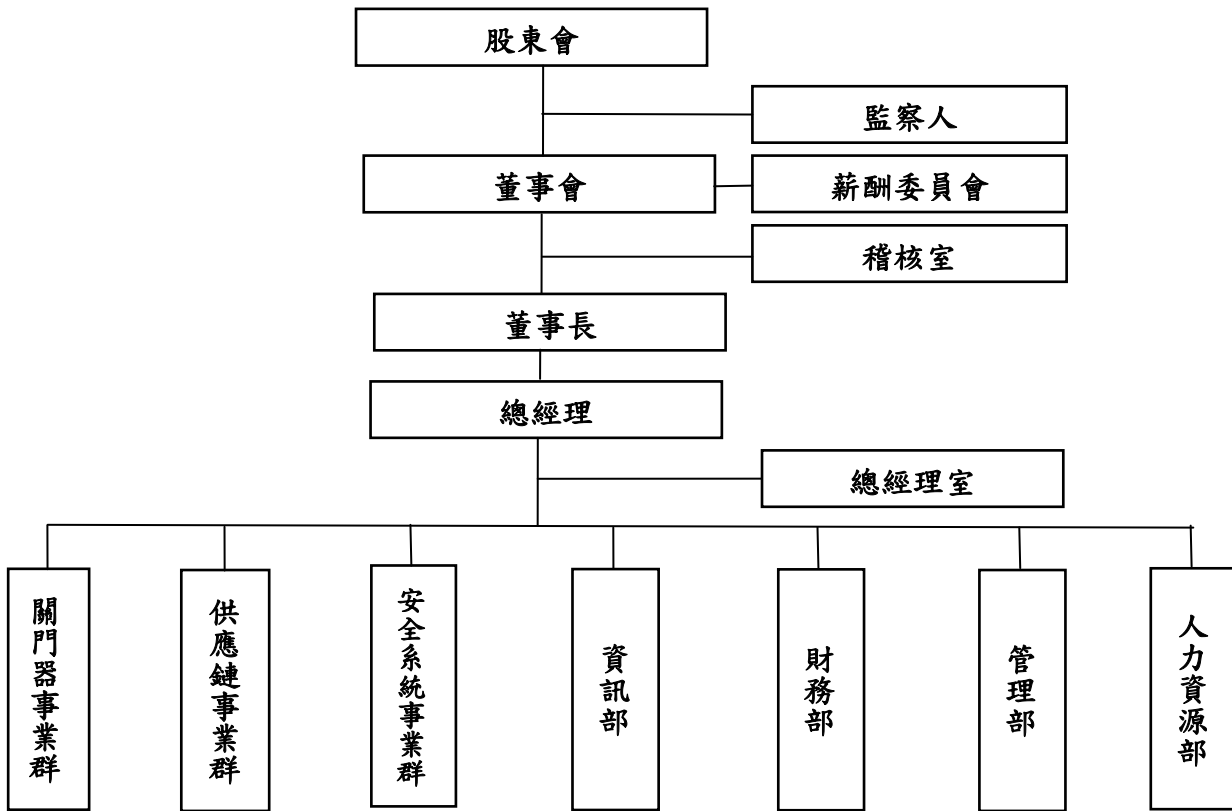 股東會
監察人
董事會
薪酬委員會
稽核室
董事長
總經理
總經理室
關門器事業群
供應鏈事業群
安全系統事業群
資訊部
財務部
管理部
人力資源部